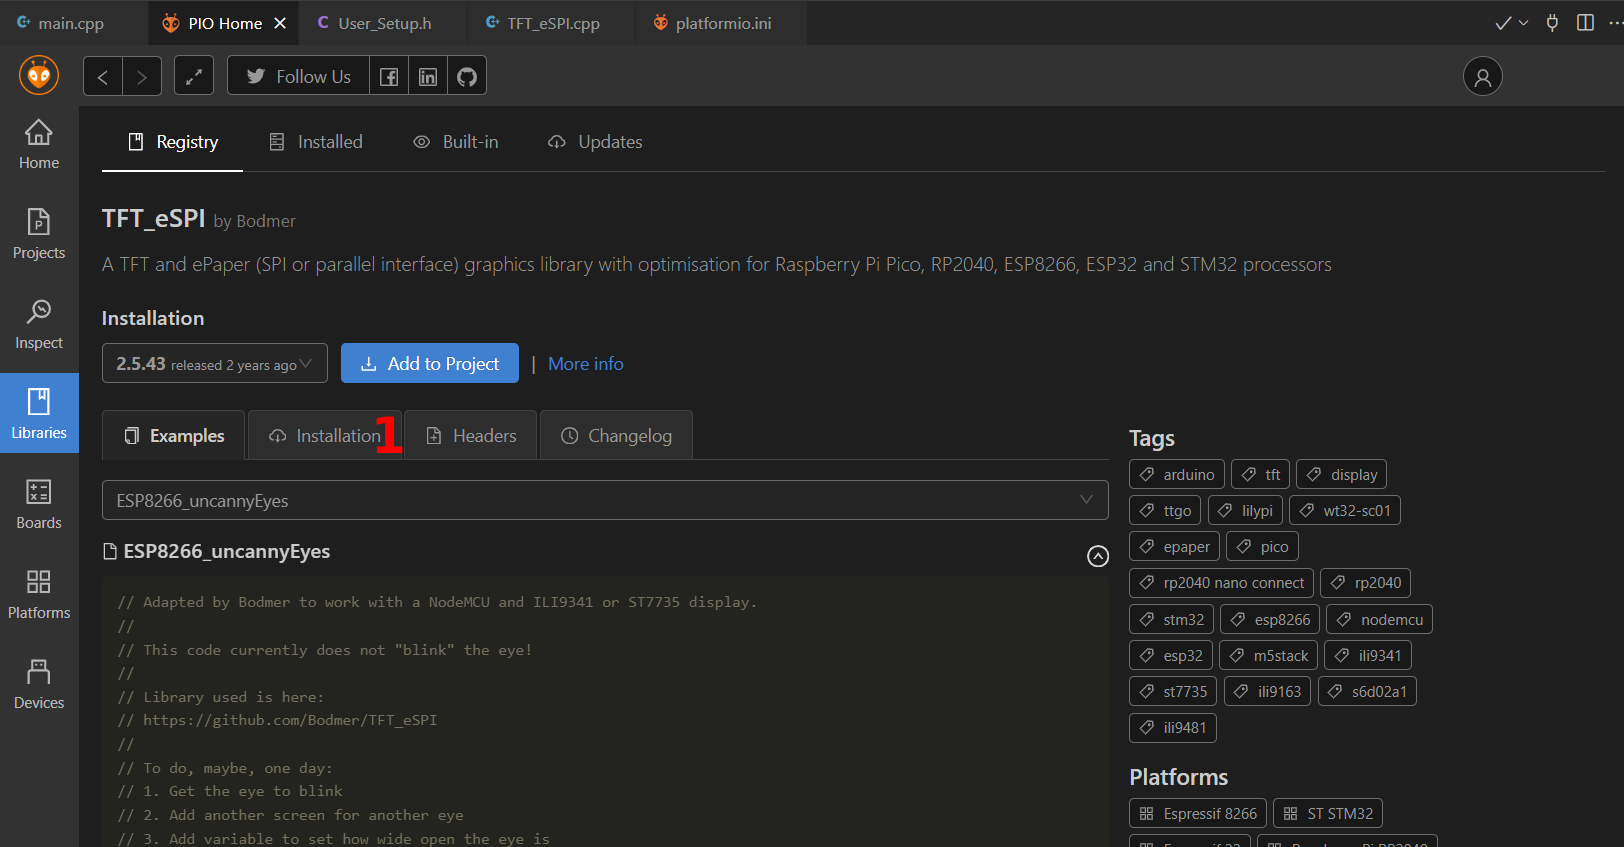 main.cpp
PIO Home
User_Setup.h
TFT_eSPI.cpp
platformio.ini
Follow Us
Home
Projects
Inspect
Libraries
Boards
Platforms
Devices
Registry
Installed
Built-in
Updates
TFT_eSPI by Bodmer
A TFT and ePaper (SPI or parallel interface) graphics library with optimisation for Raspberry Pi Pico, RP2040, ESP8266, ESP32 and STM32 processors
Installation
2.5.43 released 2 years ago
Add to Project
| More info
Examples
Installation
1
Headers
Changelog
ESP8266_uncannyEyes
ESP8266_uncannyEyes
// Adapted by Bodmer to work with a NodeMCU and ILI9341 or ST7735 display.
//
// This code currently does not "blink" the eye!
//
// Library used is here:
// https://github.com/Bodmer/TFT_eSPI
//
// To do, maybe, one day:
// 1. Get the eye to blink
// 2. Add another screen for another eye
// 3. Add variable to set how wide open the eye is
Tags
arduino tft display
ttgo lilypi wt32-sc01
epaper pico
rp2040 nano connect rp2040
stm32 esp8266 nodemcu
esp32 m5stack ili9341
st7735 ili9163 s6d02a1
ili9481
Platforms
Espressif 8266 ST STM32
Espressif 32 Raspberry Pi RP2040